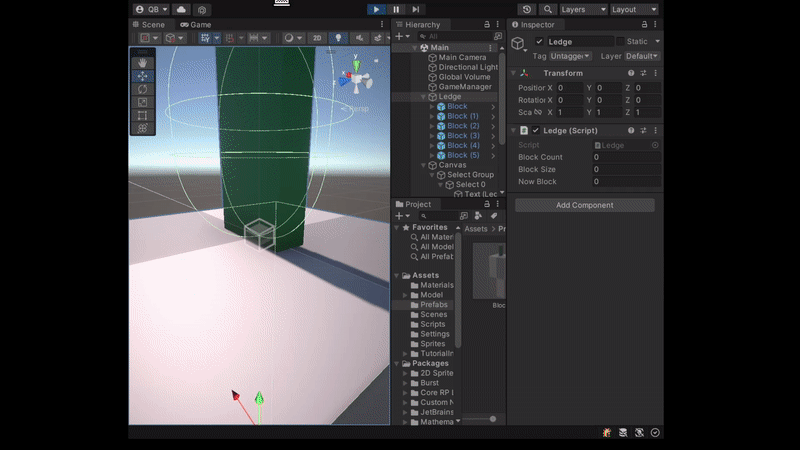 QB
Layers
Layout
Scene
Game
2D
Persp
Hierarchy
All
Main
Main Camera
Directional Light
Global Volume
GameManager
Ledge
Block
Block (1)
Block (2)
Block (3)
Block (4)
Block (5)
Canvas
Select Group
Select 0
Text (Leg
Project
Favorites
All Mater
All Model
All Prefab
Assets
Materials
Model
Prefabs
Scenes
Scripts
Settings
Sprites
TutorialIn
Packages
2D Sprite
Burst
Core RP L
Custom N
JetBrains
Mathema
Assets > Pr
Bloc
Inspector
Ledge
Static
Tag Untagged
Layer Default
Transform
Position X 0 Y 0 Z 0
Rotation X 0 Y 0 Z 0
Scale X 1 Y 1 Z 1
Ledge (Script)
Script Ledge
Block Count 0
Block Size 0
Now Block 0
Add Component